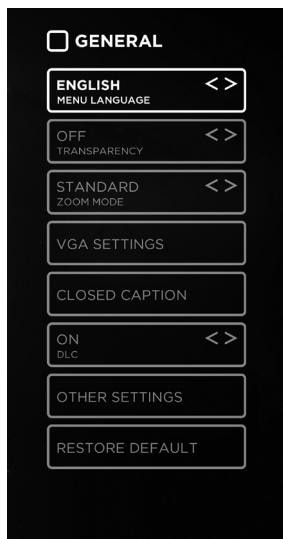 GENERAL
ENGLISH < >
MENU LANGUAGE
OFF < >
TRANSPARENCY
STANDARD < >
ZOOM MODE
VGA SETTINGS
CLOSED CAPTION
ON < >
DLC
OTHER SETTINGS
RESTORE DEFAULT